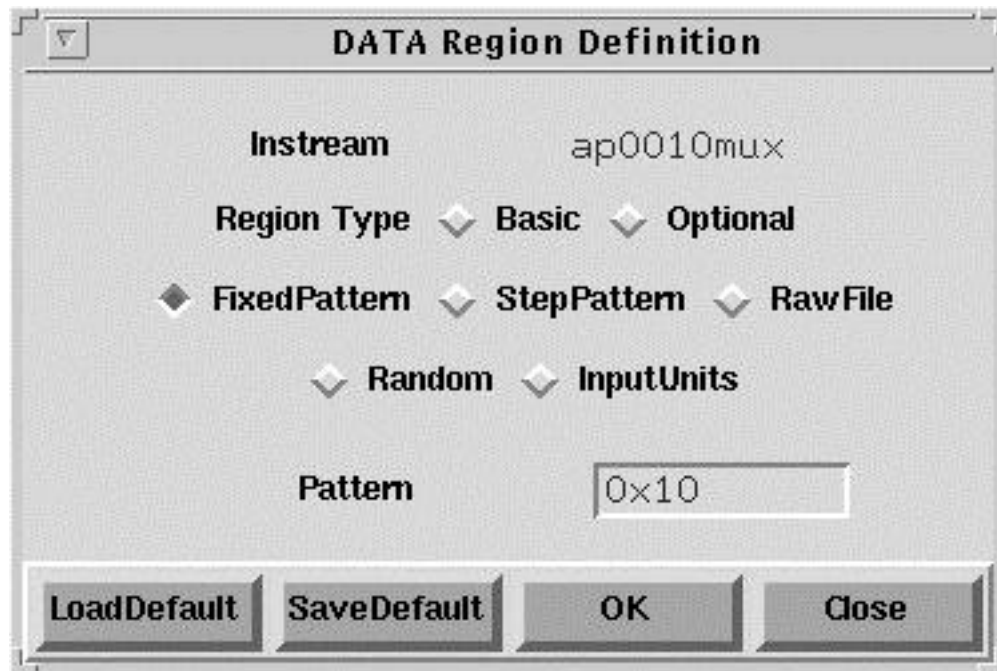 DATA Region Definition
Instream ap0010mux
Region Type Basic Optional
FixedPattern StepPattern RawFile
Random InputUnits
Pattern 0x10
LoadDefault SaveDefault OK Close